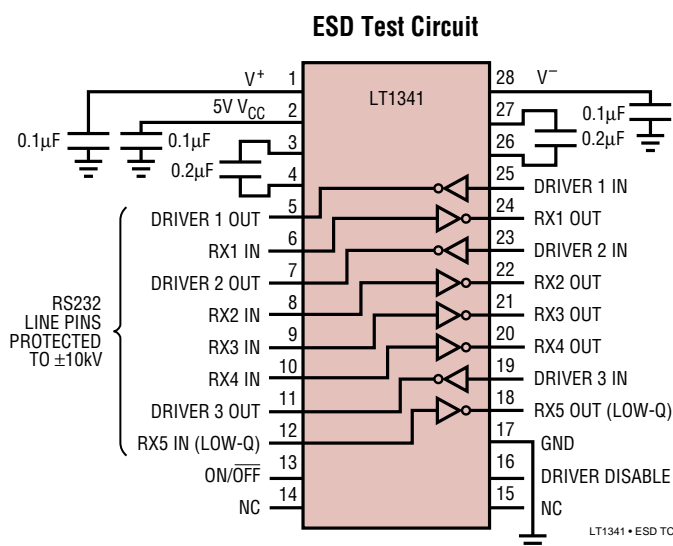 ESD Test Circuit
LT1341
V+ 1
5V VCC 2
3
4
0.1µF
0.1µF
0.2µF
DRIVER 1 OUT 5
RX1 IN 6
DRIVER 2 OUT 7
RX2 IN 8
RX3 IN 9
RX4 IN 10
DRIVER 3 OUT 11
RX5 IN (LOW-Q) 12
ON/OFF 13
NC 14
RS232
LINE PINS
PROTECTED
TO ±10kV
28 V–
27
26
0.1µF
0.2µF
25 DRIVER 1 IN
24 RX1 OUT
23 DRIVER 2 IN
22 RX2 OUT
21 RX3 OUT
20 RX4 OUT
19 DRIVER 3 IN
18 RX5 OUT (LOW-Q)
17 GND
16 DRIVER DISABLE
15 NC
LT1341 • ESD TC